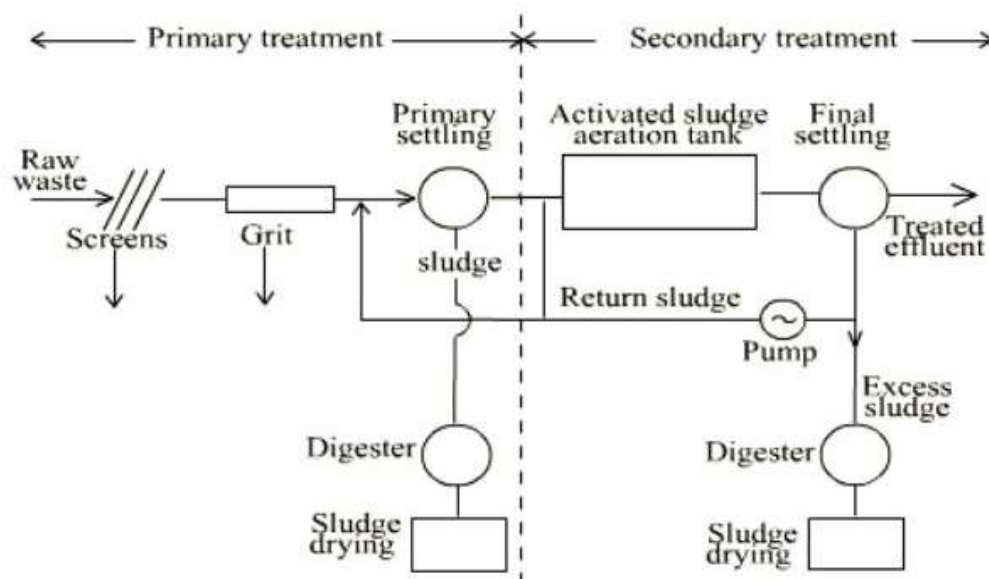 Primary treatment
Secondary treatment
Primary
settling
Activated sludge
aeration tank
Final
settling
Raw
waste
Screens
Grit
sludge
Treated
effluent
Return sludge
Pump
Excess
sludge
Digester
Digester
Sludge
drying
Sludge
drying